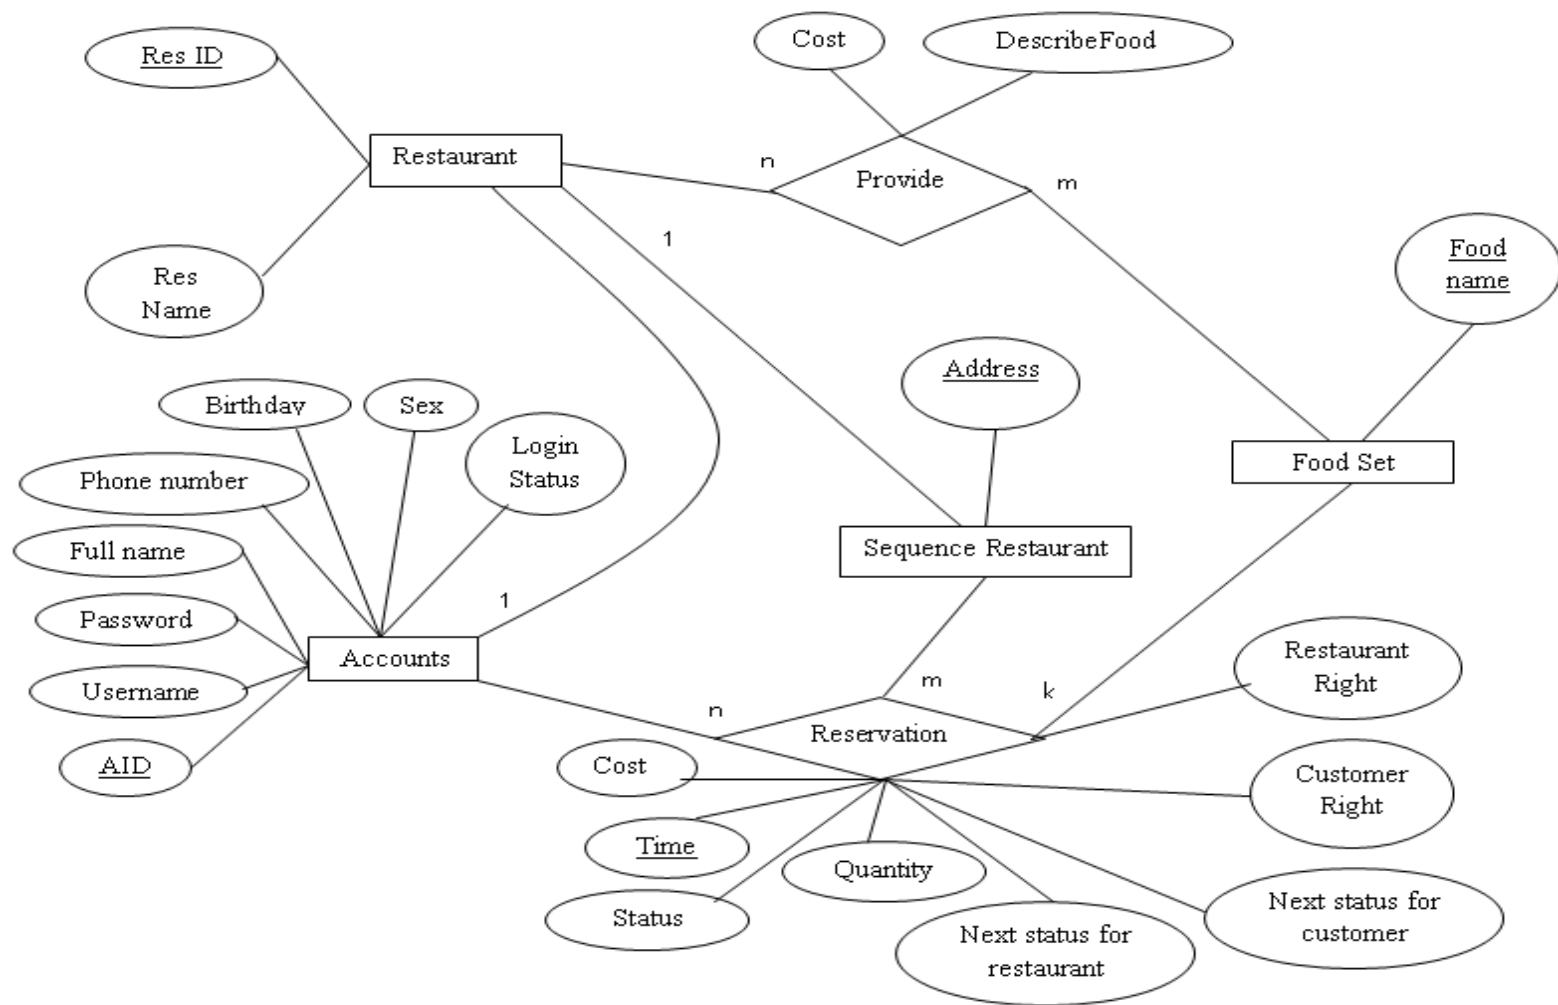 Cost
DescribeFood
Res ID
Restaurant
n
Provide
m
1
Food
name
Res
Name
Address
Birthday
Sex
Login
Status
Phone number
Food Set
Full name
Sequence Restaurant
Password
1
Accounts
Restaurant
Right
Username
n
m
k
Reservation
AID
Cost
Customer
Right
Time
Quantity
Status
Next status for
restaurant
Next status for
customer